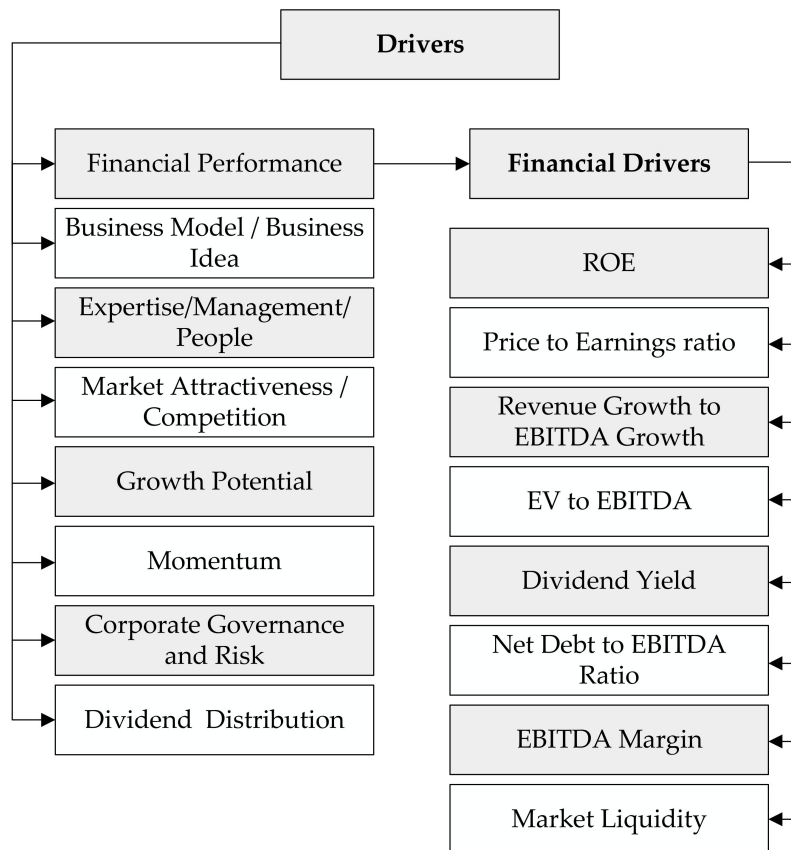 Drivers
Financial Performance
Business Model / Business
Idea
Expertise/Management/
People
Market Attractiveness /
Competition
Growth Potential
Momentum
Corporate Governance
and Risk
Dividend Distribution
Financial Drivers
ROE
Price to Earnings ratio
Revenue Growth to
EBITDA Growth
EV to EBITDA
Dividend Yield
Net Debt to EBITDA
Ratio
EBITDA Margin
Market Liquidity